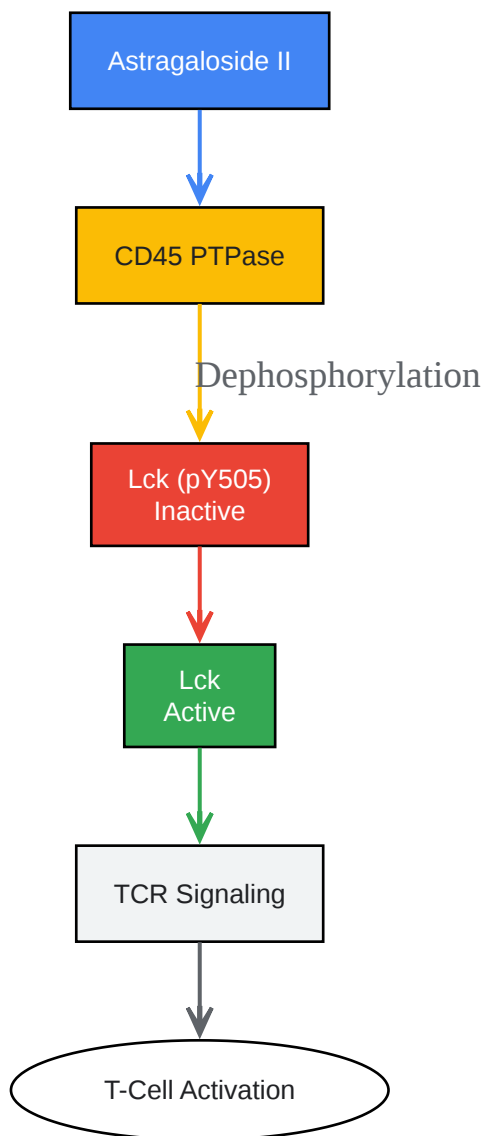 Astragaloside II
CD45 PTPase
Dephosphorylation
Lck (pY505)
Inactive
Lck
Active
TCR Signaling
T-Cell Activation